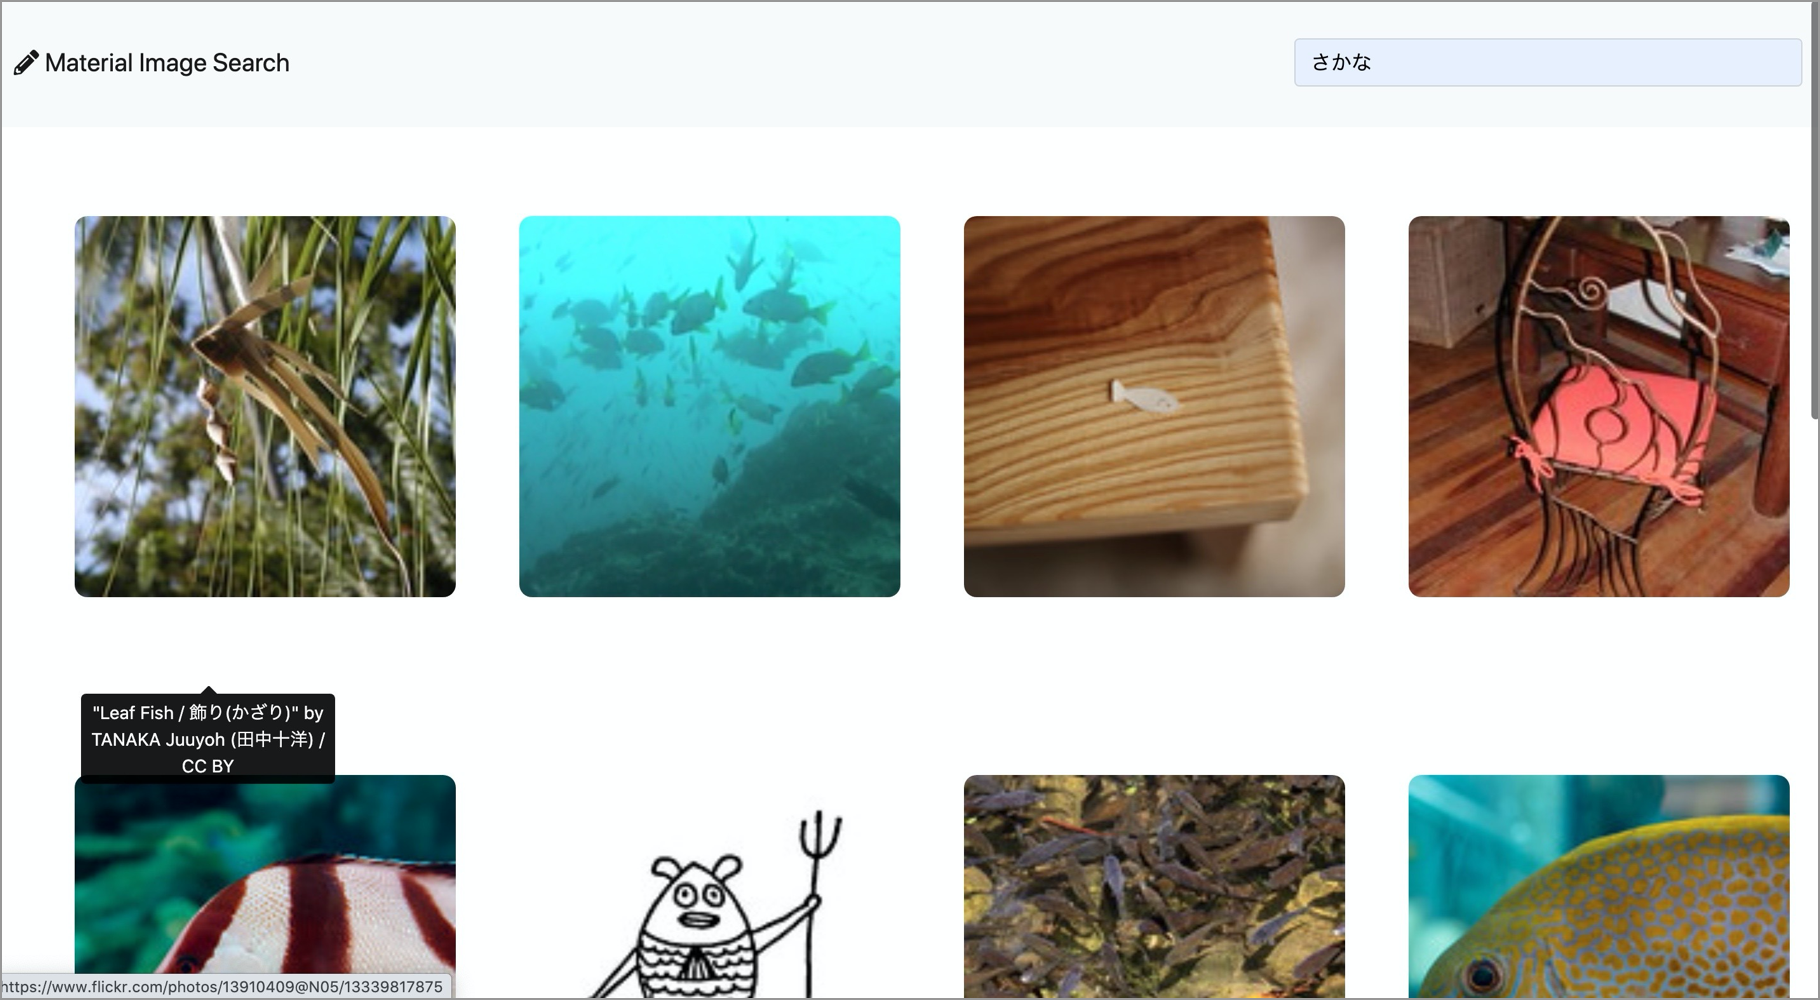 Material Image Search
さかな
"Leaf Fish / 飾り(かざり)" by
TANAKA Juuyoh (田中十洋) /
CC BY
https://www.flickr.com/photos/13910409@N05/13339817875